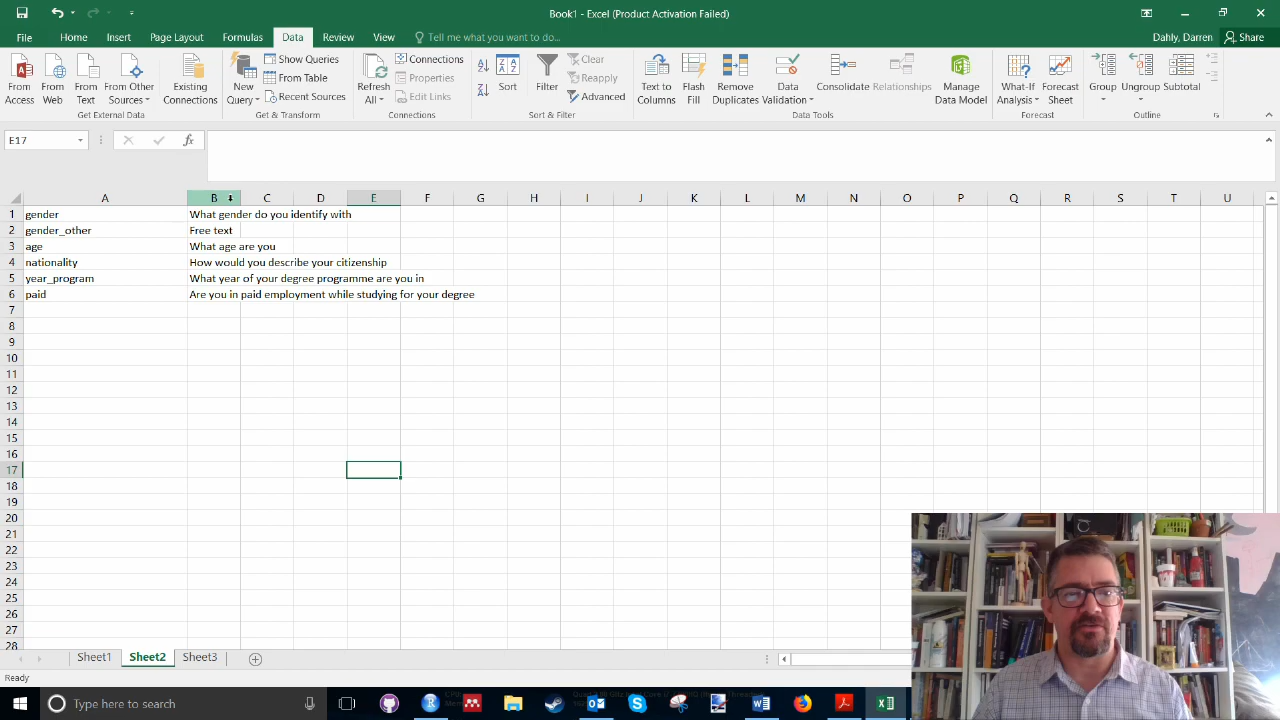 Book1 - Excel (Product Activation Failed)
File Home Insert Page Layout Formulas Data Review View Tell me what you want to do... Dahly, Darren Share
From Access
From Web
From Text
From Other Sources
Existing Connections
Get External Data
New Query
Show Queries
From Table
Recent Sources
Get & Transform
Refresh All
Connections
Properties
Edit Links
Connections
Sort
Filter
Clear
Reapply
Advanced
Sort & Filter
Text to Columns
Flash Fill
Remove Duplicates
Data Validation
Consolidate
Relationships
Manage Data Model
Data Tools
What-If Analysis
Forecast Sheet
Forecast
Group
Ungroup
Subtotal
Outline
E17 fx
A B C D E F G H I J K L M N O P Q R S T U
1 gender What gender do you identify with
2 gender_other Free text
3 age What age are you
4 nationality How would you describe your citizenship
5 year_program What year of your degree programme are you in
6 paid Are you in paid employment while studying for your degree
7
8
9
10
11
12
13
14
15
16
17
18
19
20
21
22
23
24
25
26
27
28
Sheet1 Sheet2 Sheet3
Ready
Type here to search